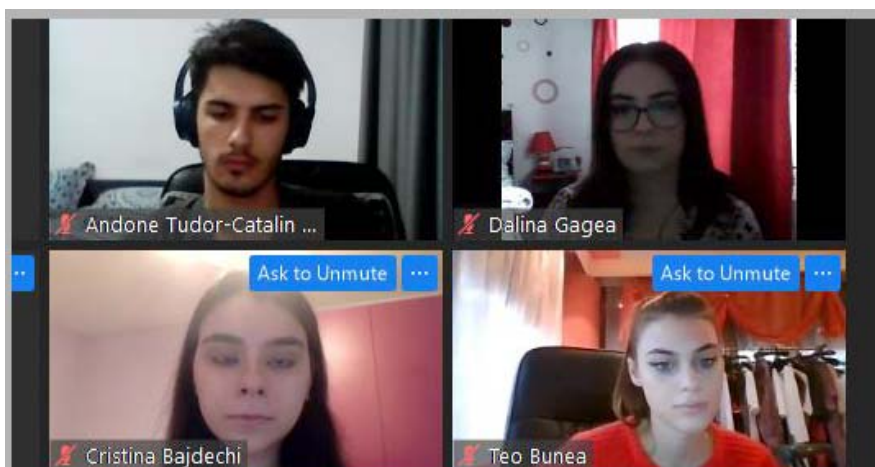 Andone Tudor-Catalin ...
Dalina Gagea
Ask to Unmute
...
Ask to Unmute
...
Cristina Bajdechi
Teo Bunea